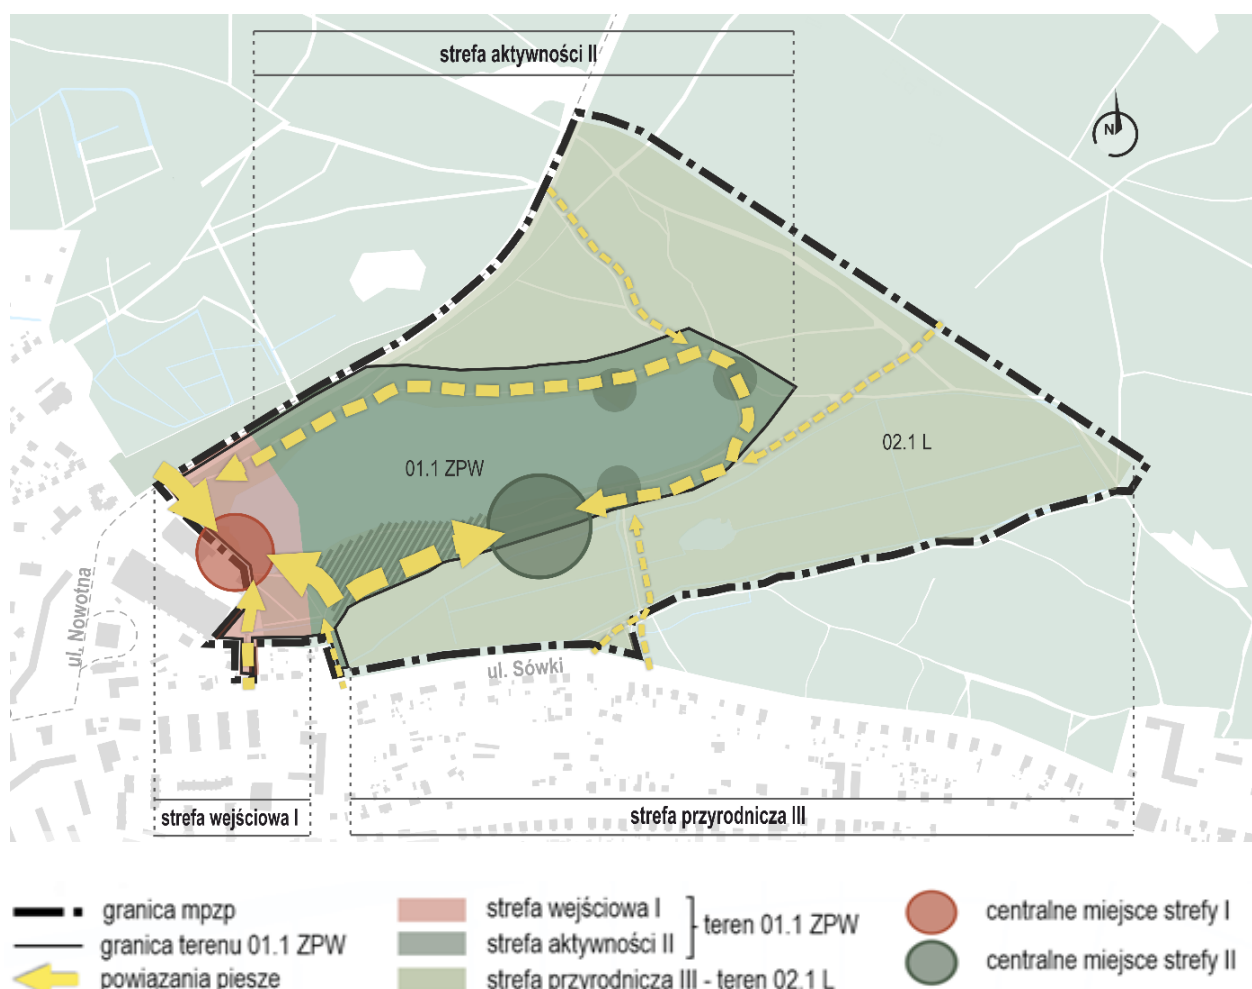 strefa aktywności II
N
01.1 ZPW
02.1 L
ul. Nowotna
ul. Sówki
strefa wejściowa I
strefa przyrodnicza III
granica mpzp
granica terenu 01.1 ZPW
powiązania piesze
strefa wejściowa I
strefa aktywności II
teren 01.1 ZPW
strefa przyrodnicza III - teren 02.1 L
centralne miejsce strefy I
centralne miejsce strefy II